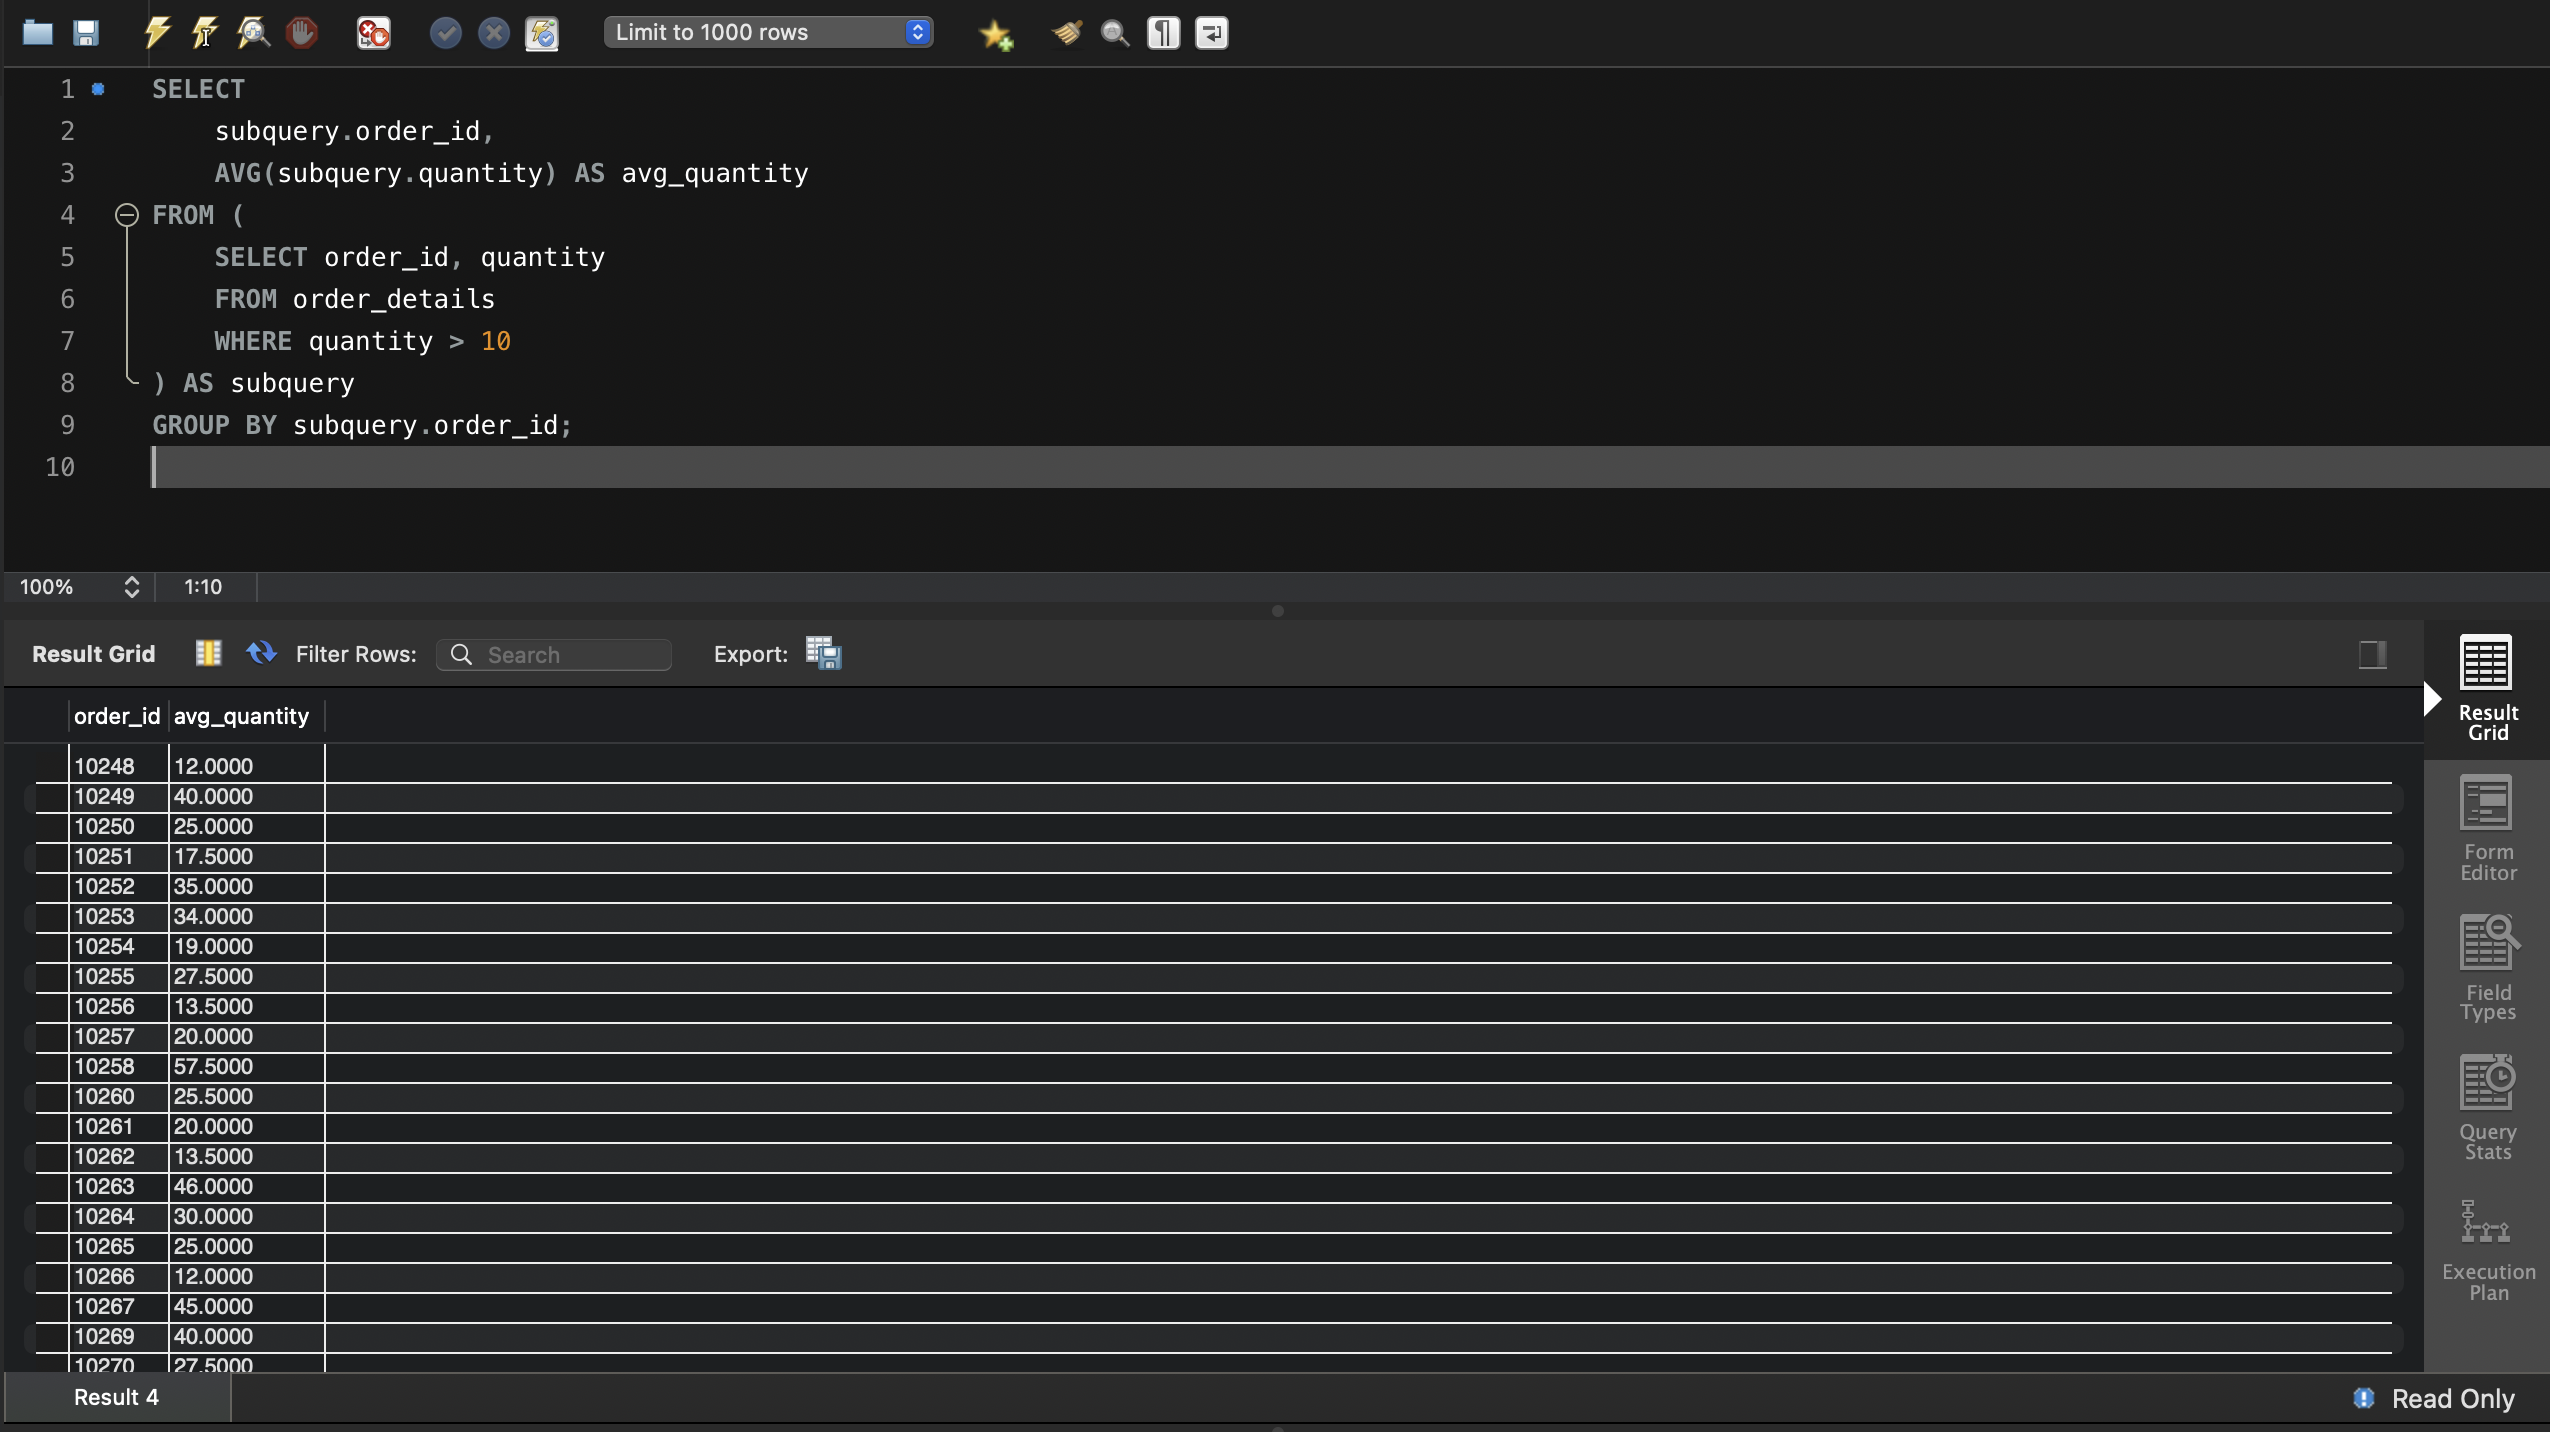 Limit to 1000 rows
1 SELECT
2 subquery.order_id,
3 AVG(subquery.quantity) AS avg_quantity
4 FROM (
5 SELECT order_id, quantity
6 FROM order_details
7 WHERE quantity > 10
8 ) AS subquery
9 GROUP BY subquery.order_id;
10
100% 1:10
Result Grid Filter Rows: Search Export:
order_id avg_quantity
10248 12.0000
10249 40.0000
10250 25.0000
10251 17.5000
10252 35.0000
10253 34.0000
10254 19.0000
10255 27.5000
10256 13.5000
10257 20.0000
10258 57.5000
10260 25.5000
10261 20.0000
10262 13.5000
10263 46.0000
10264 30.0000
10265 25.0000
10266 12.0000
10267 45.0000
10269 40.0000
10270 27.5000
Result
Grid
Form
Editor
Field
Types
Query
Stats
Execution
Plan
Result 4 Read Only